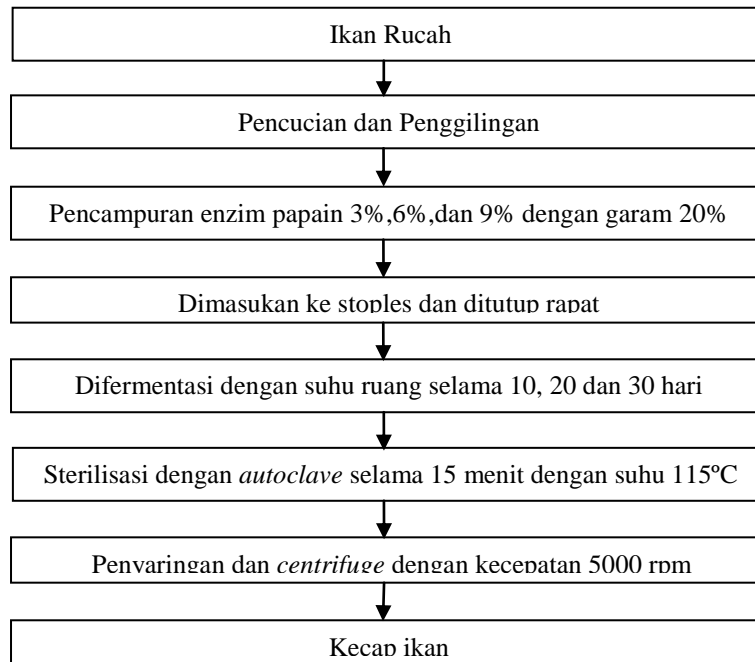 Ikan Rucah
Pencucian dan Penggilingan
Pencampuran enzim papain 3%,6%,dan 9% dengan garam 20%
Dimasukan ke stoples dan ditutup rapat
Difermentasi dengan suhu ruang selama 10, 20 dan 30 hari
Sterilisasi dengan autoclave selama 15 menit dengan suhu 115ºC
Penyaringan dan centrifuge dengan kecepatan 5000 rpm
Kecap ikan